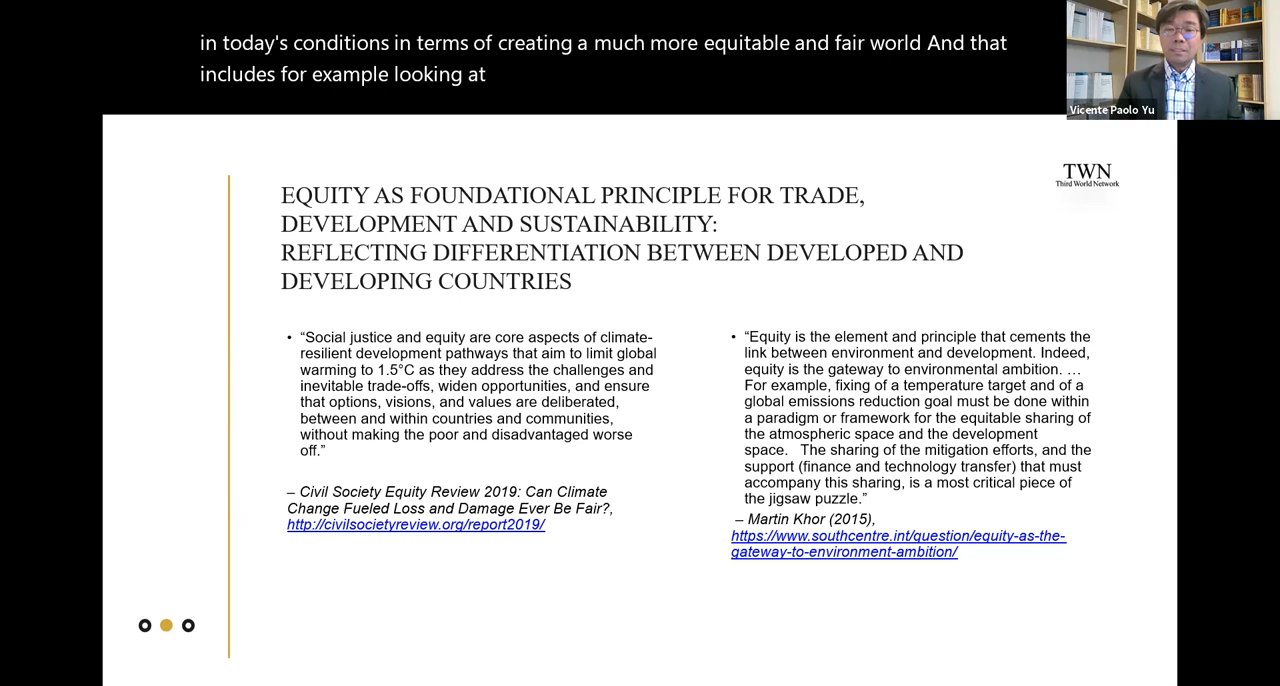 in today's conditions in terms of creating a much more equitable and fair world And that
includes for example looking at
Vicente Paolo Yu
TWN
Third World Network
EQUITY AS FOUNDATIONAL PRINCIPLE FOR TRADE,
DEVELOPMENT AND SUSTAINABILITY:
REFLECTING DIFFERENTIATION BETWEEN DEVELOPED AND
DEVELOPING COUNTRIES
• “Social justice and equity are core aspects of climate-
resilient development pathways that aim to limit global
warming to 1.5°C as they address the challenges and
inevitable trade-offs, widen opportunities, and ensure
that options, visions, and values are deliberated,
between and within countries and communities,
without making the poor and disadvantaged worse
off.”
– Civil Society Equity Review 2019: Can Climate
Change Fueled Loss and Damage Ever Be Fair?,
http://civilsocietyreview.org/report2019/
• “Equity is the element and principle that cements the
link between environment and development. Indeed,
equity is the gateway to environmental ambition. …
For example, fixing of a temperature target and of a
global emissions reduction goal must be done within
a paradigm or framework for the equitable sharing of
the atmospheric space and the development
space. The sharing of the mitigation efforts, and the
support (finance and technology transfer) that must
accompany this sharing, is a most critical piece of
the jigsaw puzzle.”
– Martin Khor (2015),
https://www.southcentre.int/question/equity-as-the-
gateway-to-environment-ambition/